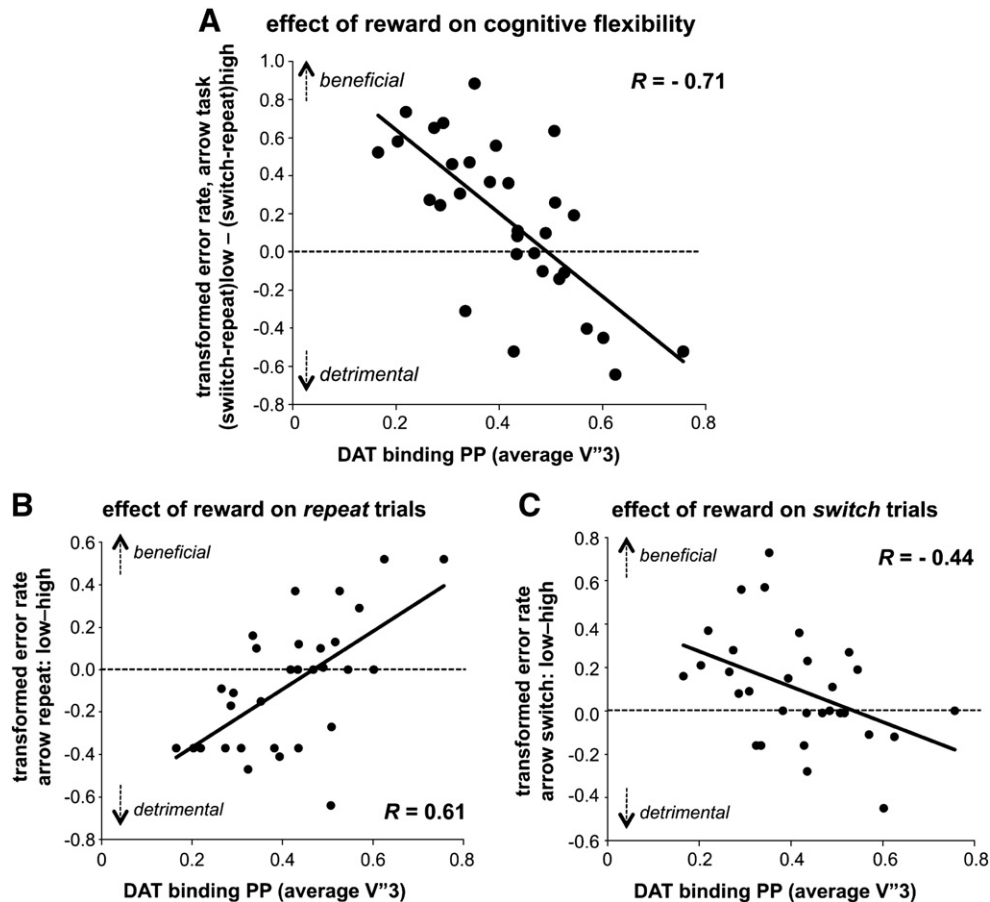 A effect of reward on cognitive flexibility
transformed error rate, arrow task
(swiitch-repeat)low – (switch-repeat)high
1.0
0.8
0.6
0.4
0.2
0.0
-0.2
-0.4
-0.6
-0.8
beneficial
R = - 0.71
detrimental
0 0.2 0.4 0.6 0.8
DAT binding PP (average V”3)
B effect of reward on repeat trials
transformed error rate
arrow repeat: low–high
0.6
0.4
0.2
0.0
-0.2
-0.4
-0.6
-0.8
beneficial
detrimental
R = 0.61
0 0.2 0.4 0.6 0.8
DAT binding PP (average V”3)
C effect of reward on switch trials
transformed error rate
arrow switch: low–high
0.8
0.6
0.4
0.2
0.0
-0.2
-0.4
-0.6
beneficial
R = - 0.44
detrimental
0 0.2 0.4 0.6 0.8
DAT binding PP (average V”3)